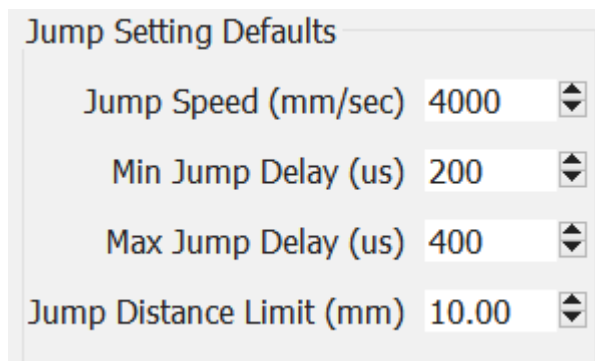 Jump Setting Defaults
Jump Speed (mm/sec) 4000
Min Jump Delay (us) 200
Max Jump Delay (us) 400
Jump Distance Limit (mm) 10.00